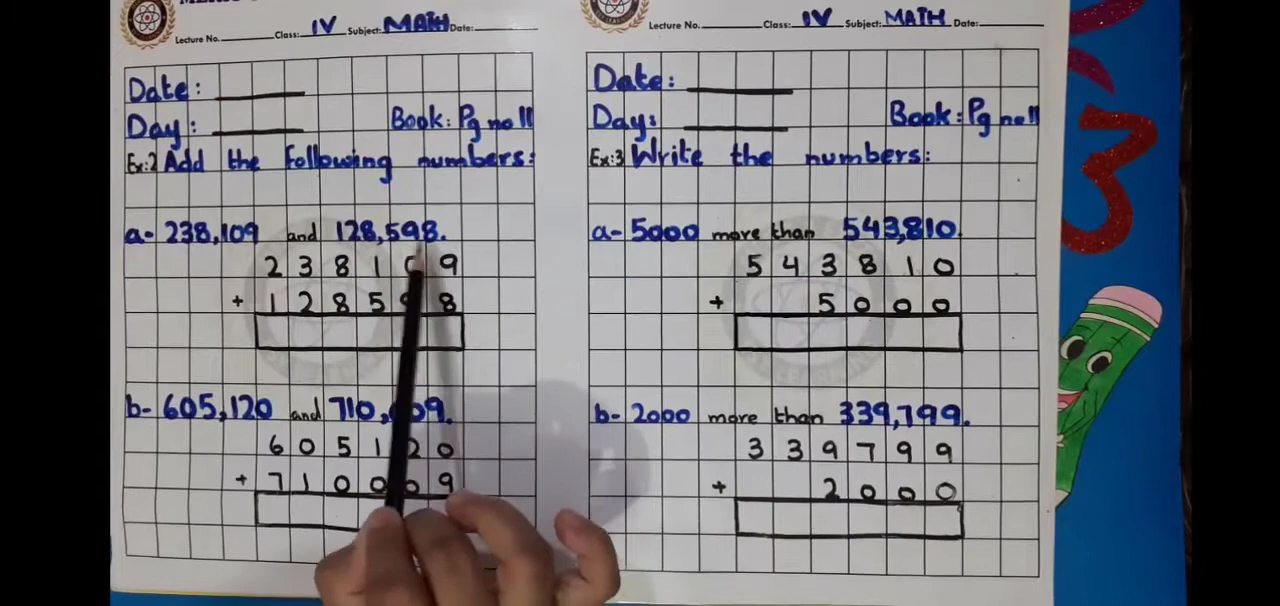 Lecture No. Class: IV Subject: MATH Date:
Date:
Day: Book: Pg no 11
Ex:2 Add the following numbers:
a- 238,109 and 128,598.
2 3 8 1 0 9
+ 1 2 8 5 9 8
b- 605,120 and 710,009.
6 0 5 1 2 0
+ 7 1 0 0 0 9
Lecture No. Class: IV Subject: MATH Date:
Date:
Day: Book: Pg no 11
Ex:3 Write the numbers:
a- 5000 more than 543,810.
5 4 3 8 1 0
+ 5 0 0 0
b- 2000 more than 339,799.
3 3 9 7 9 9
+ 2 0 0 0